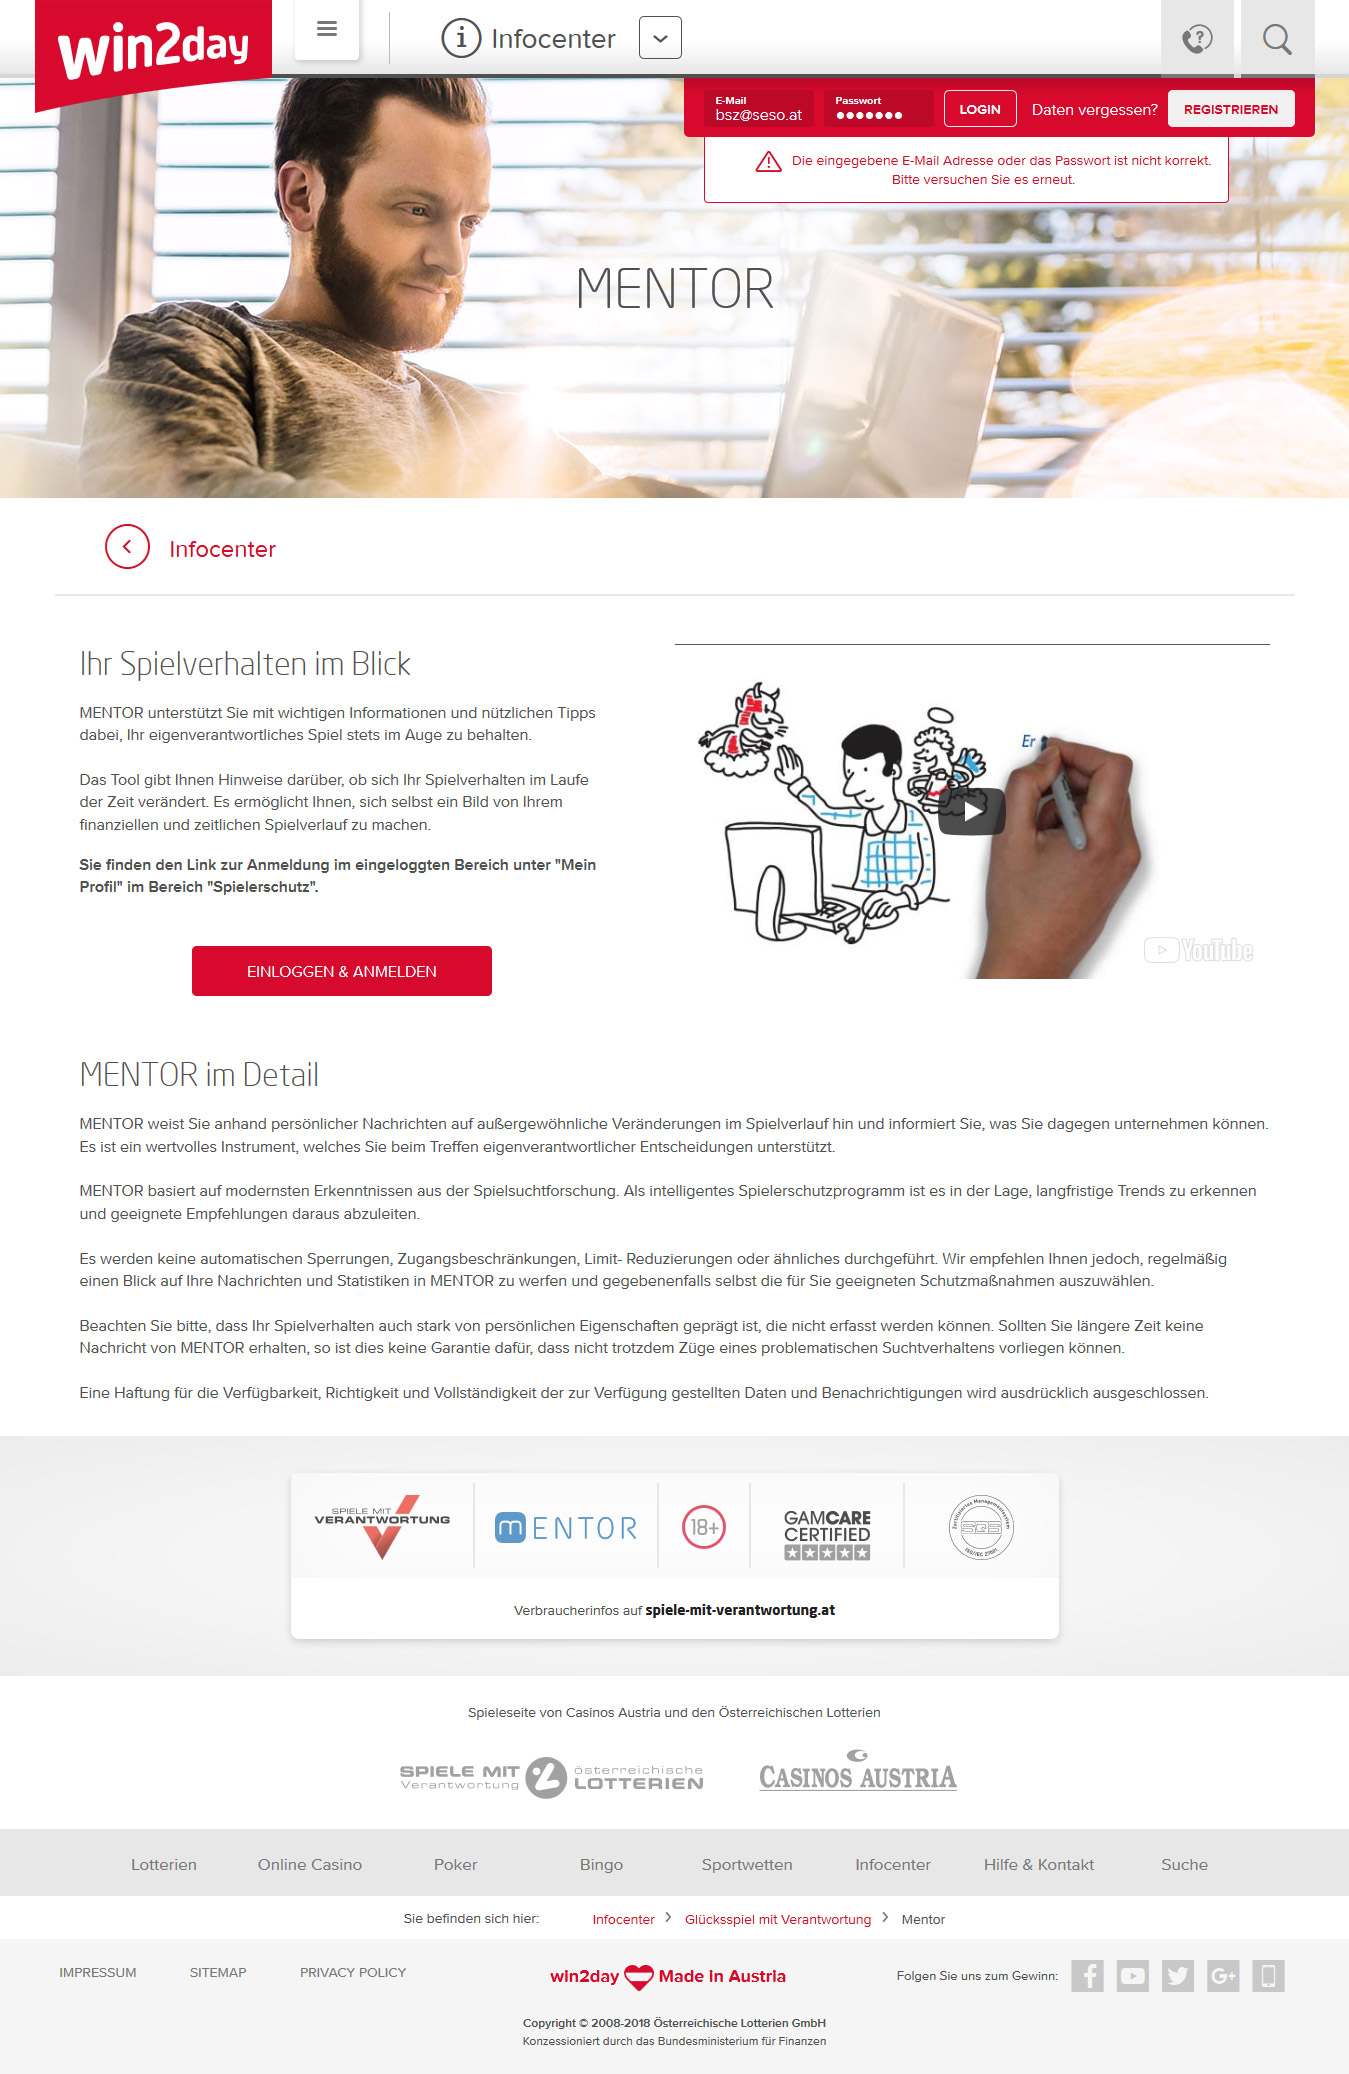 win2day
Infocenter
E-Mail
bsz@seso.at
Passwort
●●●●●●●
LOGIN
Daten vergessen?
REGISTRIEREN
Die eingegebene E-Mail Adresse oder das Passwort ist nicht korrekt.
Bitte versuchen Sie es erneut.
MENTOR
Infocenter
Ihr Spielverhalten im Blick
MENTOR unterstützt Sie mit wichtigen Informationen und nützlichen Tipps
dabei, Ihr eigenverantwortliches Spiel stets im Auge zu behalten.
Das Tool gibt Ihnen Hinweise darüber, ob sich Ihr Spielverhalten im Laufe
der Zeit verändert. Es ermöglicht Ihnen, sich selbst ein Bild von Ihrem
finanziellen und zeitlichen Spielverlauf zu machen.
Sie finden den Link zur Anmeldung im eingeloggten Bereich unter "Mein
Profil" im Bereich "Spielerschutz".
EINLOGGEN & ANMELDEN
Er
YouTube
MENTOR im Detail
MENTOR weist Sie anhand persönlicher Nachrichten auf außergewöhnliche Veränderungen im Spielverlauf hin und informiert Sie, was Sie dagegen unternehmen können.
Es ist ein wertvolles Instrument, welches Sie beim Treffen eigenverantwortlicher Entscheidungen unterstützt.
MENTOR basiert auf modernsten Erkenntnissen aus der Spielsuchtforschung. Als intelligentes Spielerschutzprogramm ist es in der Lage, langfristige Trends zu erkennen
und geeignete Empfehlungen daraus abzuleiten.
Es werden keine automatischen Sperrungen, Zugangsbeschränkungen, Limit- Reduzierungen oder ähnliches durchgeführt. Wir empfehlen Ihnen jedoch, regelmäßig
einen Blick auf Ihre Nachrichten und Statistiken in MENTOR zu werfen und gegebenenfalls selbst die für Sie geeigneten Schutzmaßnahmen auszuwählen.
Beachten Sie bitte, dass Ihr Spielverhalten auch stark von persönlichen Eigenschaften geprägt ist, die nicht erfasst werden können. Sollten Sie längere Zeit keine
Nachricht von MENTOR erhalten, so ist dies keine Garantie dafür, dass nicht trotzdem Züge eines problematischen Suchtverhaltens vorliegen können.
Eine Haftung für die Verfügbarkeit, Richtigkeit und Vollständigkeit der zur Verfügung gestellten Daten und Benachrichtigungen wird ausdrücklich ausgeschlossen.
SPIELE MIT
VERANTWORTUNG
mENTOR
18+
GAMCARE
CERTIFIED
Zertifiziertes Managementsystem
SGS
ISO/IEC 27001
Verbraucherinfos auf spiele-mit-verantwortung.at
Spieleseite von Casinos Austria und den Österreichischen Lotterien
SPIELE MIT
Verantwortung
österreichische
LOTTERIEN
CASINOS AUSTRIA
Lotterien
Online Casino
Poker
Bingo
Sportwetten
Infocenter
Hilfe & Kontakt
Suche
Sie befinden sich hier: Infocenter > Glücksspiel mit Verantwortung > Mentor
IMPRESSUM
SITEMAP
PRIVACY POLICY
win2day Made in Austria
Folgen Sie uns zum Gewinn:
G+
Copyright © 2008-2018 Österreichische Lotterien GmbH
Konzessioniert durch das Bundesministerium für Finanzen